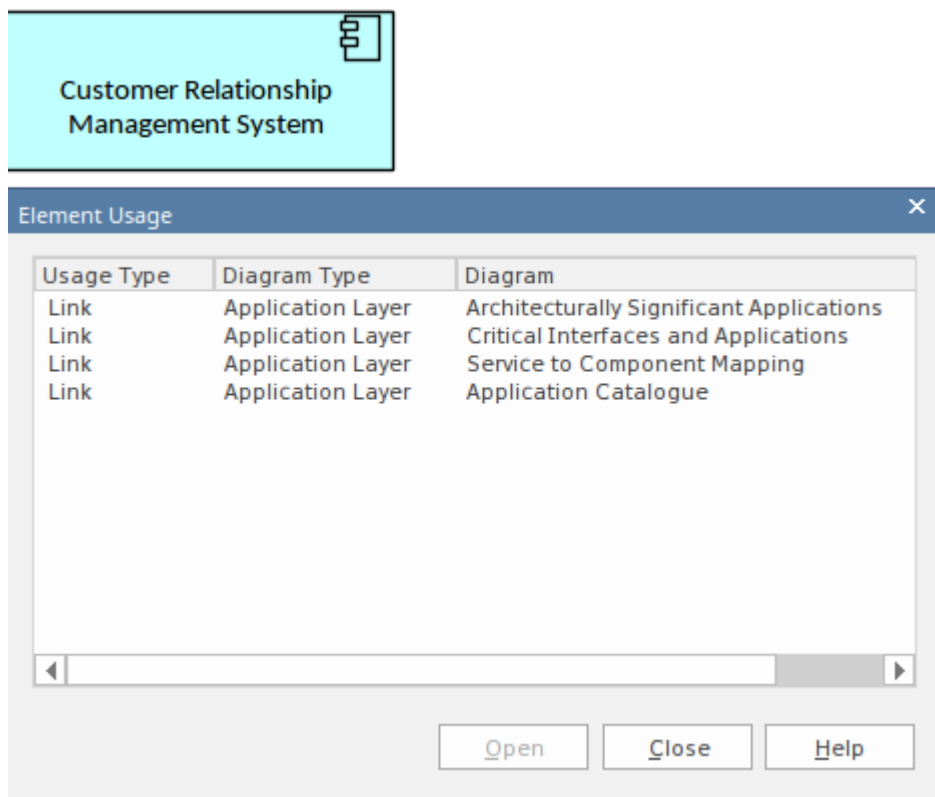 Customer Relationship
Management System
Element Usage
Usage Type Diagram Type Diagram
Link Application Layer Architecturally Significant Applications
Link Application Layer Critical Interfaces and Applications
Link Application Layer Service to Component Mapping
Link Application Layer Application Catalogue
Open Close Help